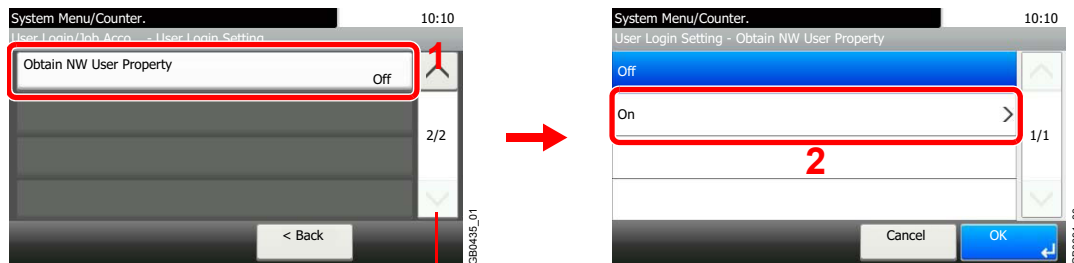 System Menu/Counter.
10:10
User Login/Job Acco... - User Login Setting
1
Obtain NW User Property
Off
2/2
< Back
GB0435_01
System Menu/Counter.
10:10
User Login Setting - Obtain NW User Property
Off
On
1/1
2
Cancel
OK